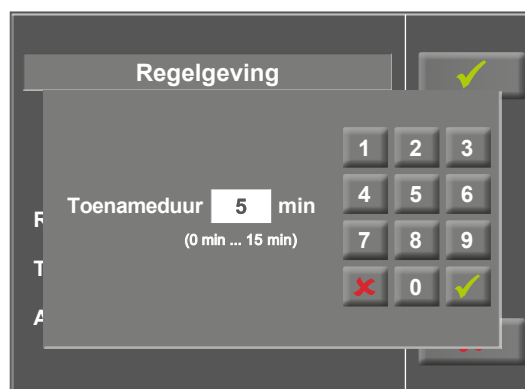 Regelgeving
1 2 3
4 5 6
Toenameduur 5 min
(0 min ... 15 min)
7 8 9
0
R
T
A